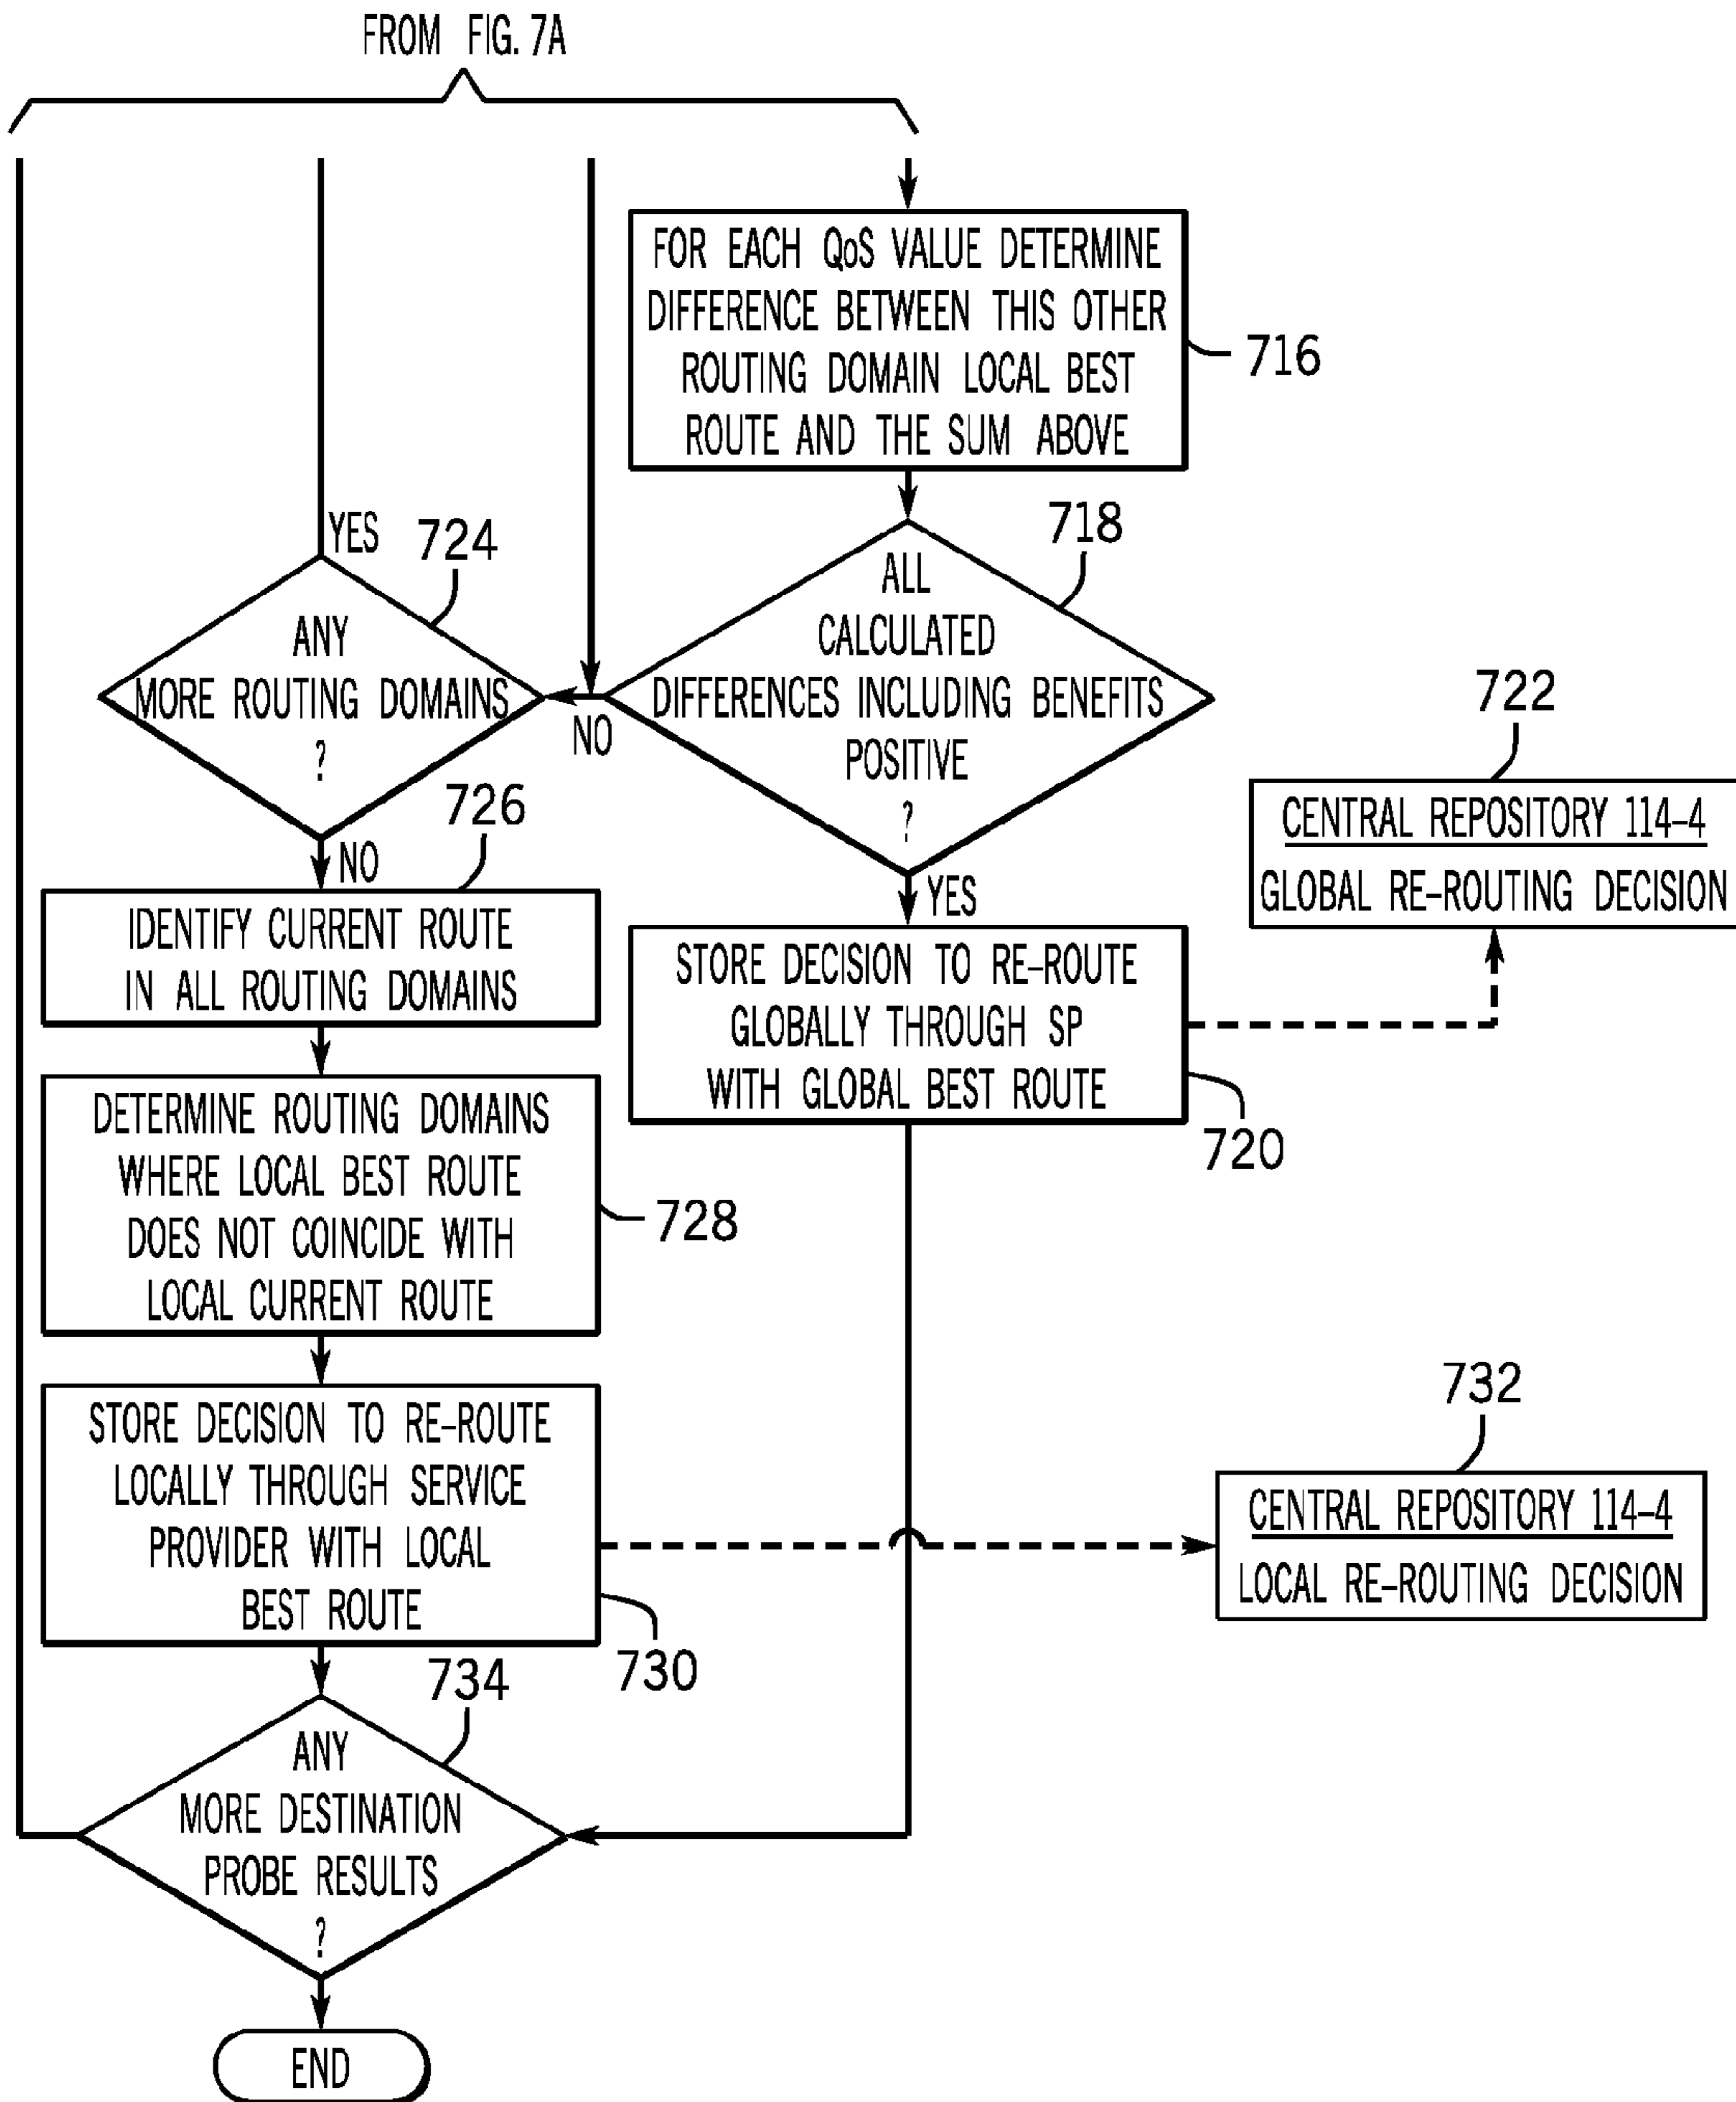 FROM FIG. 7A
FOR EACH QoS VALUE DETERMINE
DIFFERENCE BETWEEN THIS OTHER
ROUTING DOMAIN LOCAL BEST
ROUTE AND THE SUM ABOVE
716
718
ALL
CALCULATED
DIFFERENCES INCLUDING BENEFITS
POSITIVE
?
NO
YES
YES
724
ANY
MORE ROUTING DOMAINS
?
NO
722
CENTRAL REPOSITORY 114-4
GLOBAL RE-ROUTING DECISION
STORE DECISION TO RE-ROUTE
GLOBALLY THROUGH SP
WITH GLOBAL BEST ROUTE
720
726
IDENTIFY CURRENT ROUTE
IN ALL ROUTING DOMAINS
DETERMINE ROUTING DOMAINS
WHERE LOCAL BEST ROUTE
DOES NOT COINCIDE WITH
LOCAL CURRENT ROUTE
728
STORE DECISION TO RE-ROUTE
LOCALLY THROUGH SERVICE
PROVIDER WITH LOCAL
BEST ROUTE
730
732
CENTRAL REPOSITORY 114-4
LOCAL RE-ROUTING DECISION
734
ANY
MORE DESTINATION
PROBE RESULTS
?
END